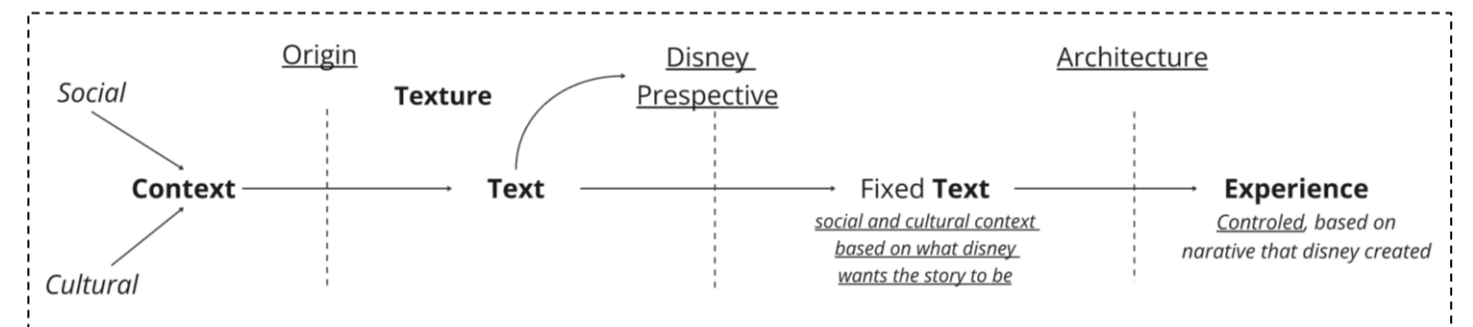 Origin
Disney
Prespective
Architecture
Social
Texture
Context
Text
Fixed Text
Experience
social and cultural context
based on what disney
wants the story to be
Controled, based on
narative that disney created
Cultural